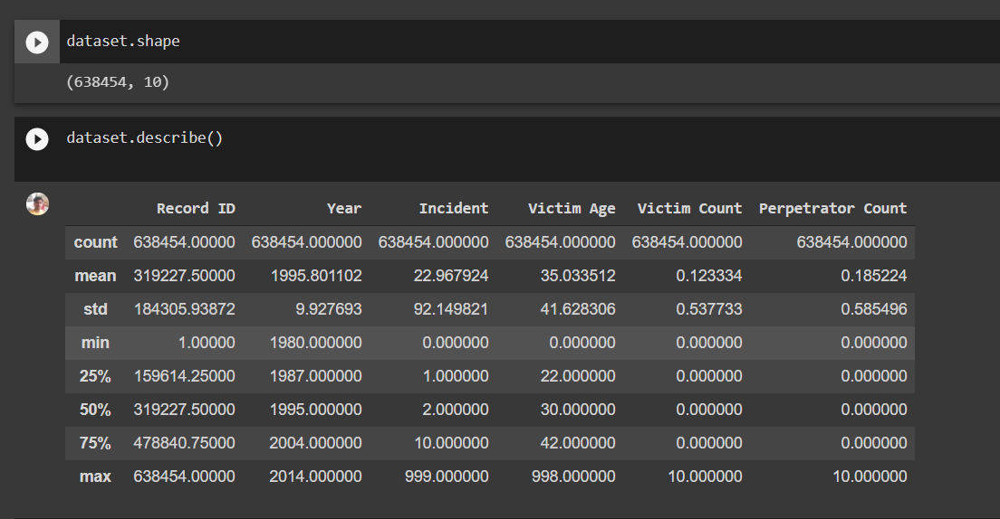 dataset.shape
(638454, 10)
dataset.describe()
Record ID Year Incident Victim Age Victim Count Perpetrator Count
count 638454.00000 638454.000000 638454.000000 638454.000000 638454.000000 638454.000000
mean 319227.50000 1995.801102 22.967924 35.033512 0.123334 0.185224
std 184305.93872 9.927693 92.149821 41.628306 0.537733 0.585496
min 1.00000 1980.000000 0.000000 0.000000 0.000000 0.000000
25% 159614.25000 1987.000000 1.000000 22.000000 0.000000 0.000000
50% 319227.50000 1995.000000 2.000000 30.000000 0.000000 0.000000
75% 478840.75000 2004.000000 10.000000 42.000000 0.000000 0.000000
max 638454.00000 2014.000000 999.000000 998.000000 10.000000 10.000000